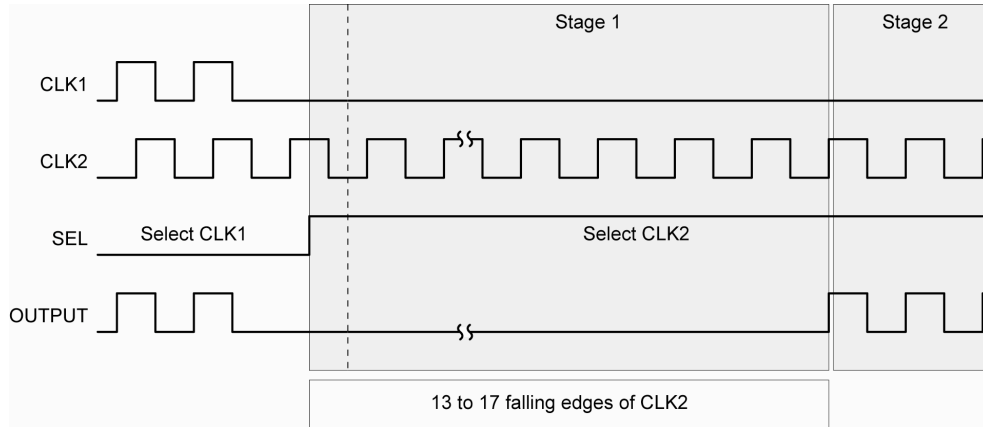 Stage 1
Stage 2
CLK1
CLK2
SEL
Select CLK1
Select CLK2
OUTPUT
13 to 17 falling edges of CLK2